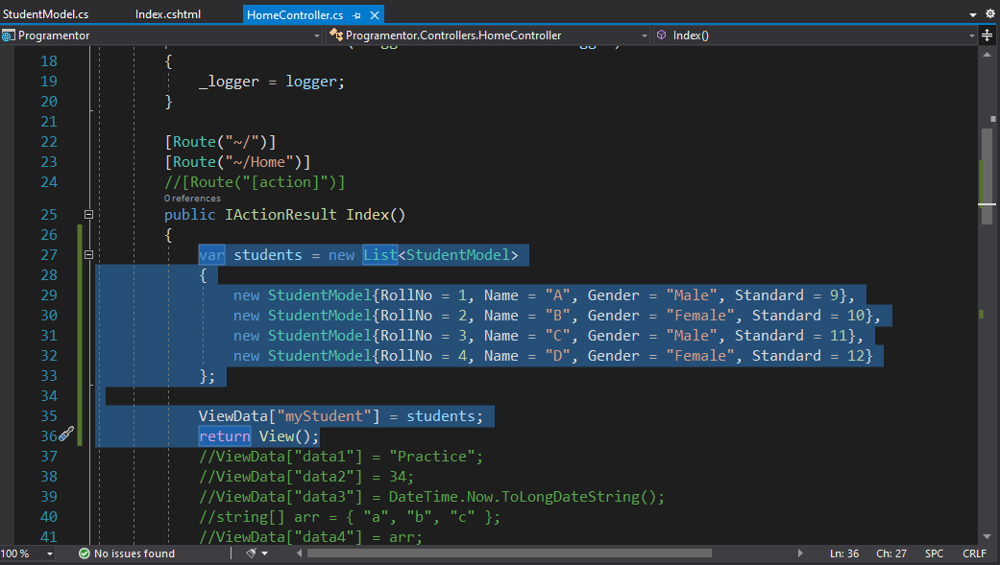 StudentModel.cs Index.cshtml HomeController.cs
Programentor Programentor.Controllers.HomeController Index()
18 {
19 _logger = logger;
20 }
21
22 [Route("~/")]
23 [Route("~/Home")]
24 //[Route("[action]")]
0 references
25 public IActionResult Index()
26 {
27 var students = new List<StudentModel>
28 {
29 new StudentModel{RollNo = 1, Name = "A", Gender = "Male", Standard = 9},
30 new StudentModel{RollNo = 2, Name = "B", Gender = "Female", Standard = 10},
31 new StudentModel{RollNo = 3, Name = "C", Gender = "Male", Standard = 11},
32 new StudentModel{RollNo = 4, Name = "D", Gender = "Female", Standard = 12}
33 };
34
35 ViewData["myStudent"] = students;
36 return View();
37 //ViewData["data1"] = "Practice";
38 //ViewData["data2"] = 34;
39 //ViewData["data3"] = DateTime.Now.ToLongDateString();
40 //string[] arr = { "a", "b", "c" };
41 //ViewData["data4"] = arr;
100 % No issues found Ln: 36 Ch: 27 SPC CRLF